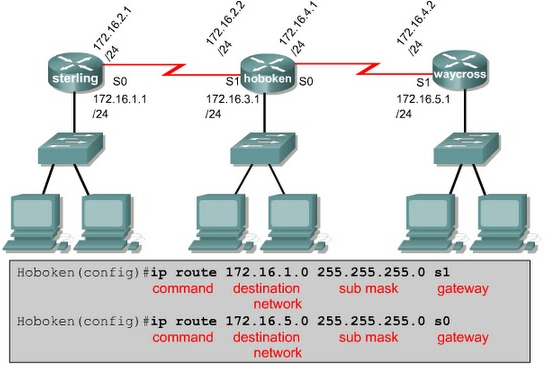 172.16.2.1
/24
172.16.2.2
/24
172.16.4.1
/24
172.16.4.2
/24
sterling
S0
S1
hoboken
S0
S1
waycross
172.16.1.1
/24
172.16.3.1
/24
172.16.5.1
/24
Hoboken(config)#ip route 172.16.1.0 255.255.255.0 s1
command destination sub mask gateway
network
Hoboken(config)#ip route 172.16.5.0 255.255.255.0 s0
command destination sub mask gateway
network